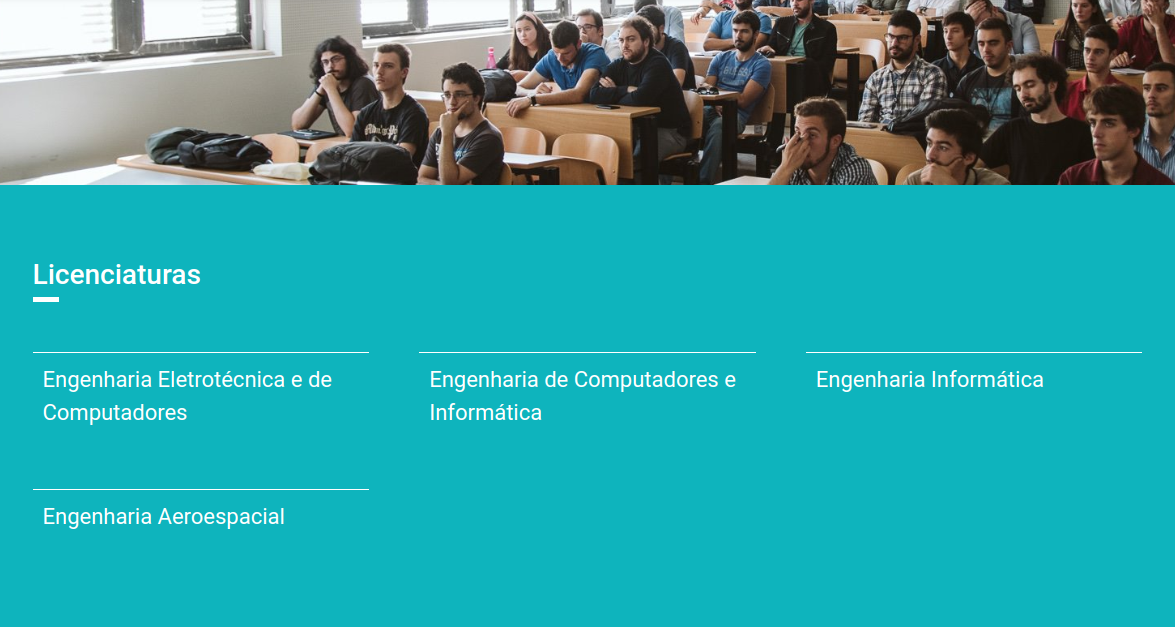 Licenciaturas
Engenharia Eletrotécnica e de
Computadores
Engenharia de Computadores e
Informática
Engenharia Informática
Engenharia Aeroespacial